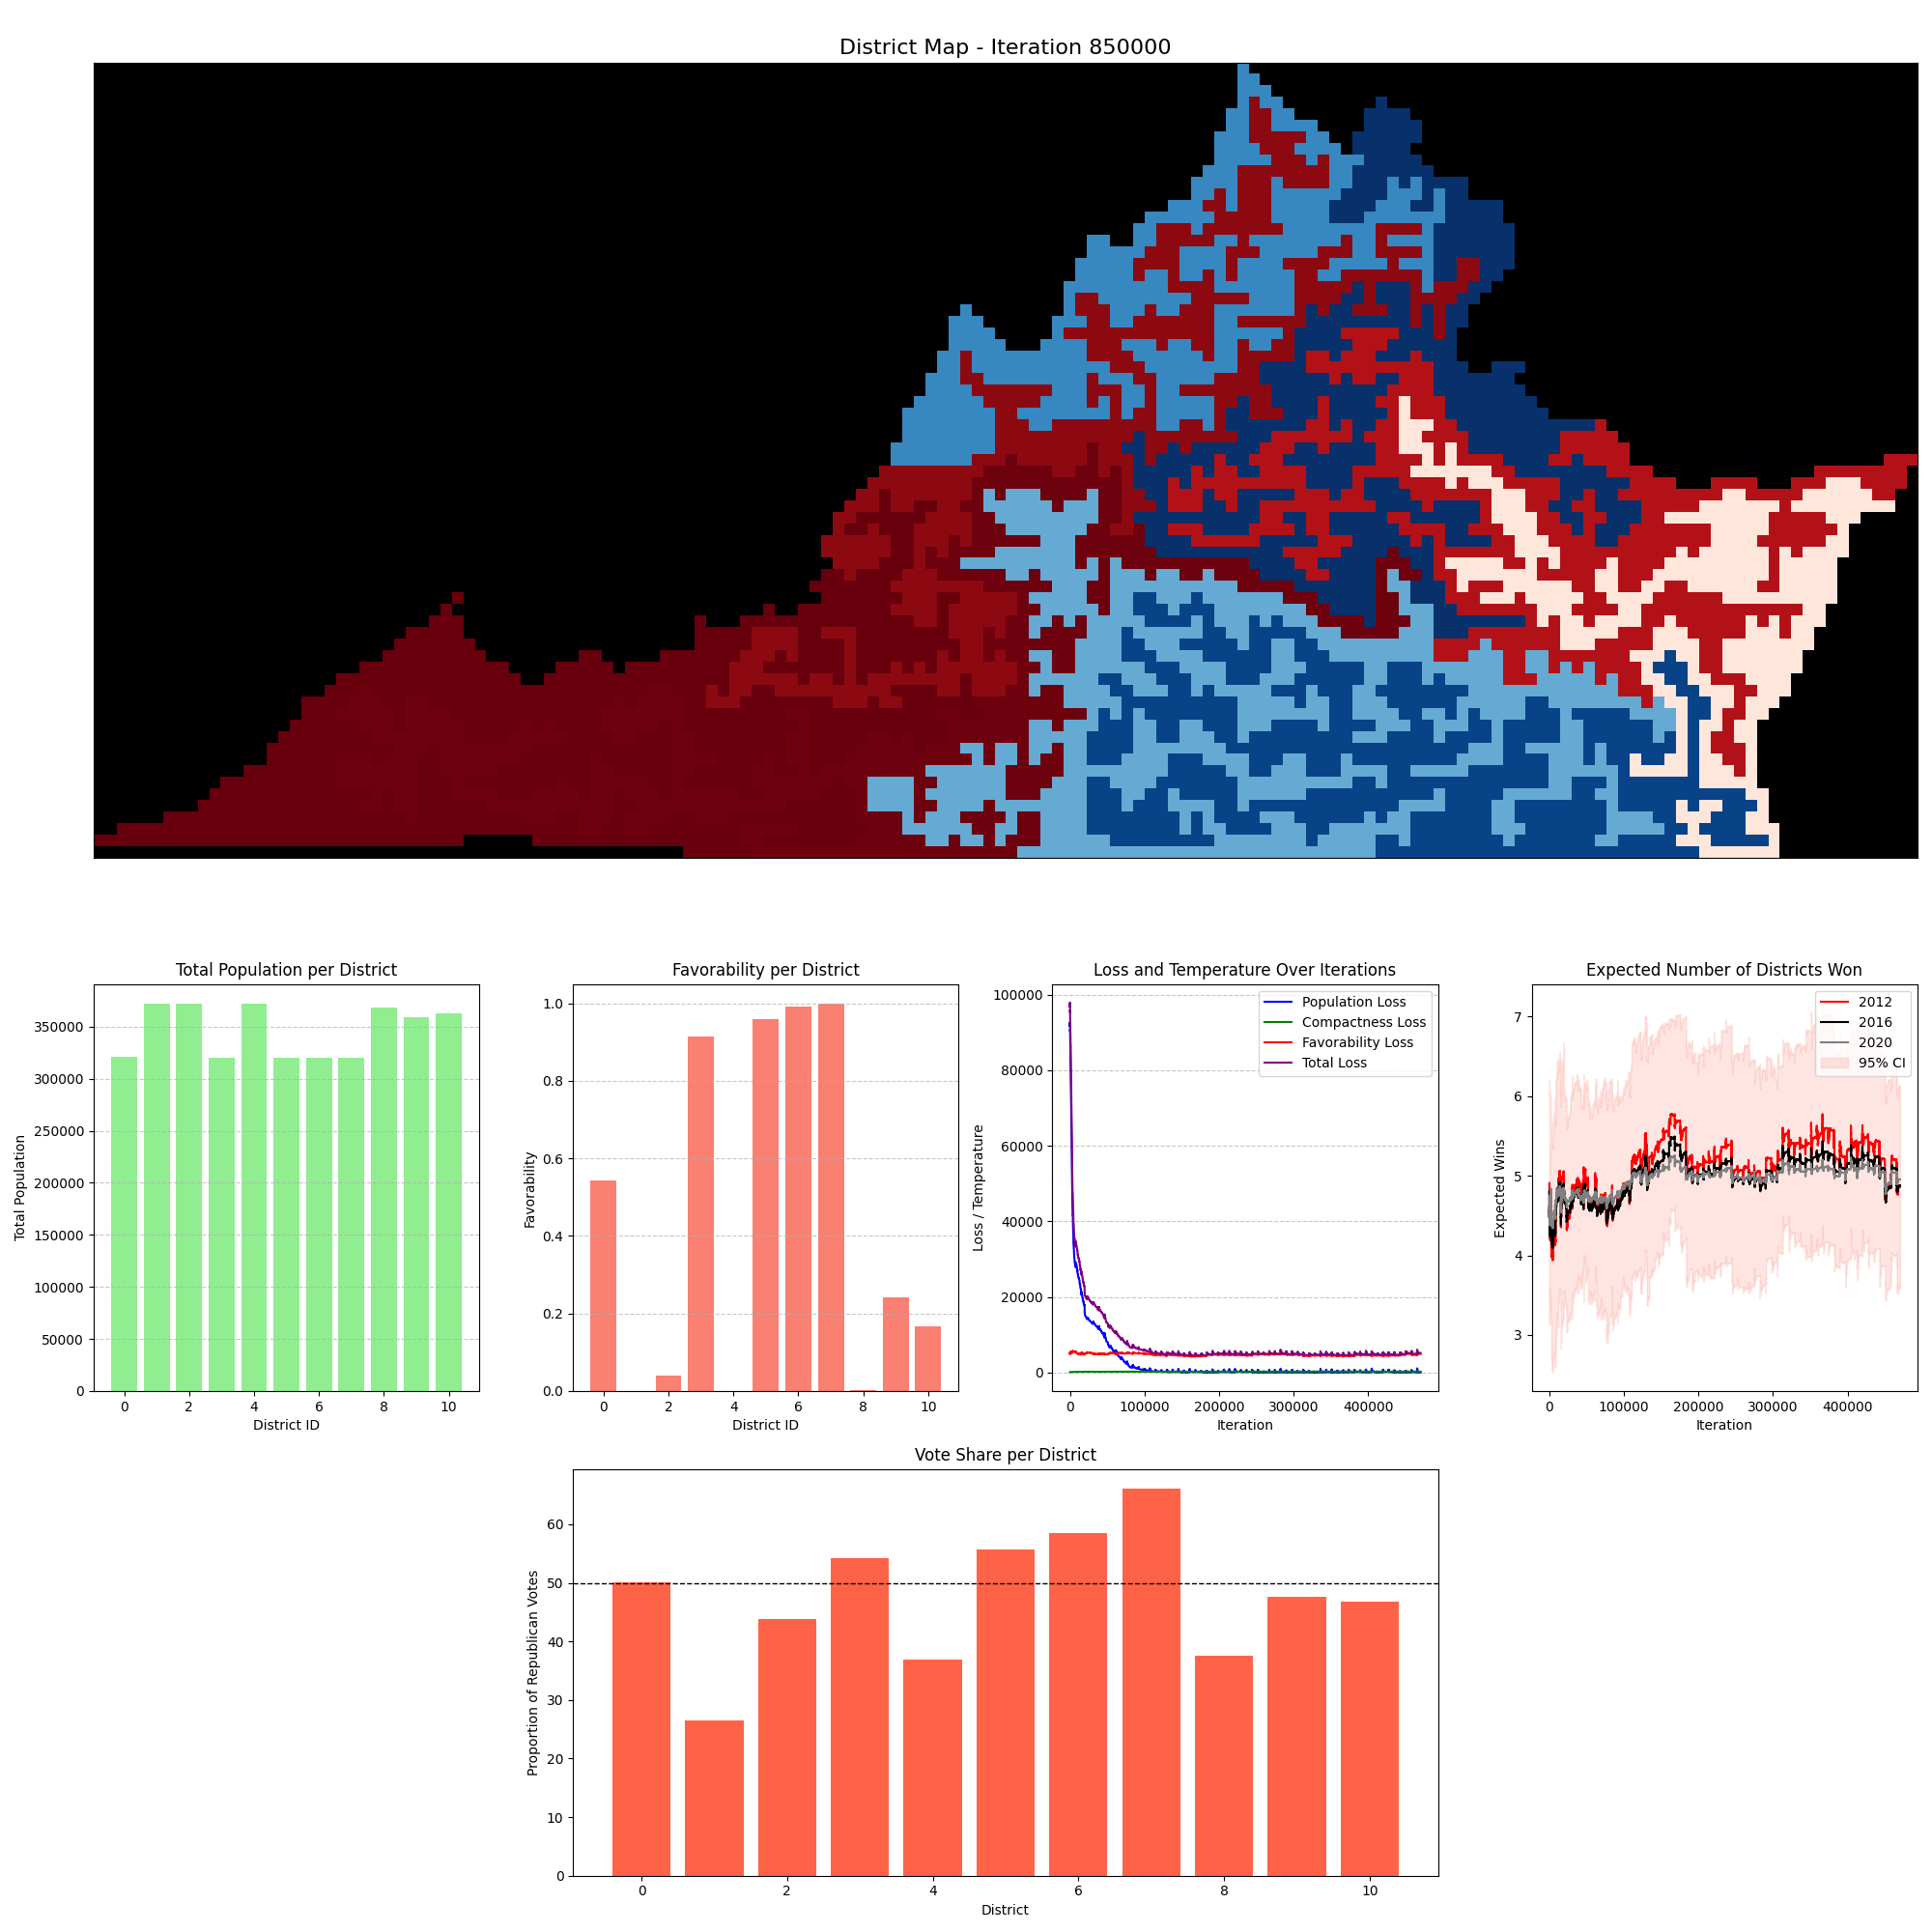 District Map - Iteration 850000
Total Population per District
Total Population
350000
300000
250000
200000
150000
100000
50000
0
0 2 4 6 8 10
District ID
Favorability per District
Favorability
1.0
0.8
0.6
0.4
0.2
0.0
0 2 4 6 8 10
District ID
Loss and Temperature Over Iterations
Loss / Temperature
100000
80000
60000
40000
20000
0
Population Loss
Compactness Loss
Favorability Loss
Total Loss
0 100000 200000 300000 400000
Iteration
Expected Number of Districts Won
Expected Wins
7
6
5
4
3
2012
2016
2020
95% CI
0 100000 200000 300000 400000
Iteration
Vote Share per District
Proportion of Republican Votes
60
50
40
30
20
10
0
0 2 4 6 8 10
District